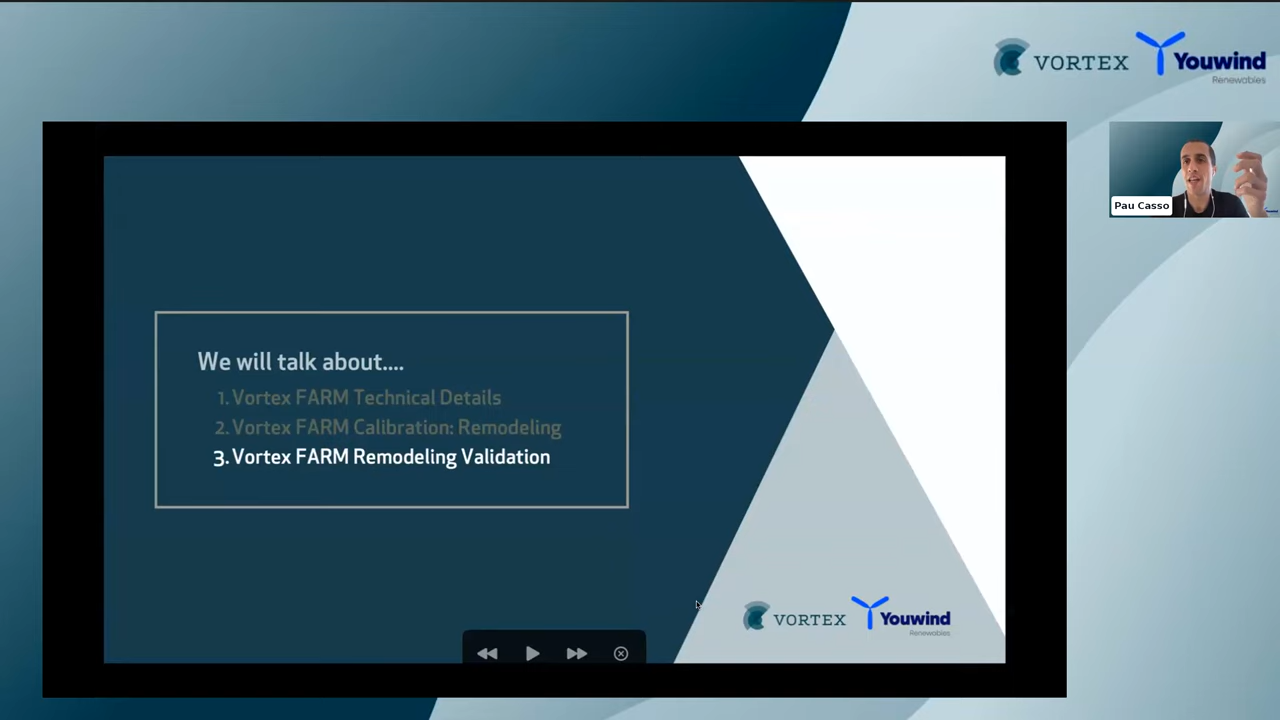 VORTEX
Youwind
Renewables
Pau Casso
We will talk about....
1. Vortex FARM Technical Details
2. Vortex FARM Calibration: Remodeling
3. Vortex FARM Remodeling Validation
VORTEX
Youwind
Renewables